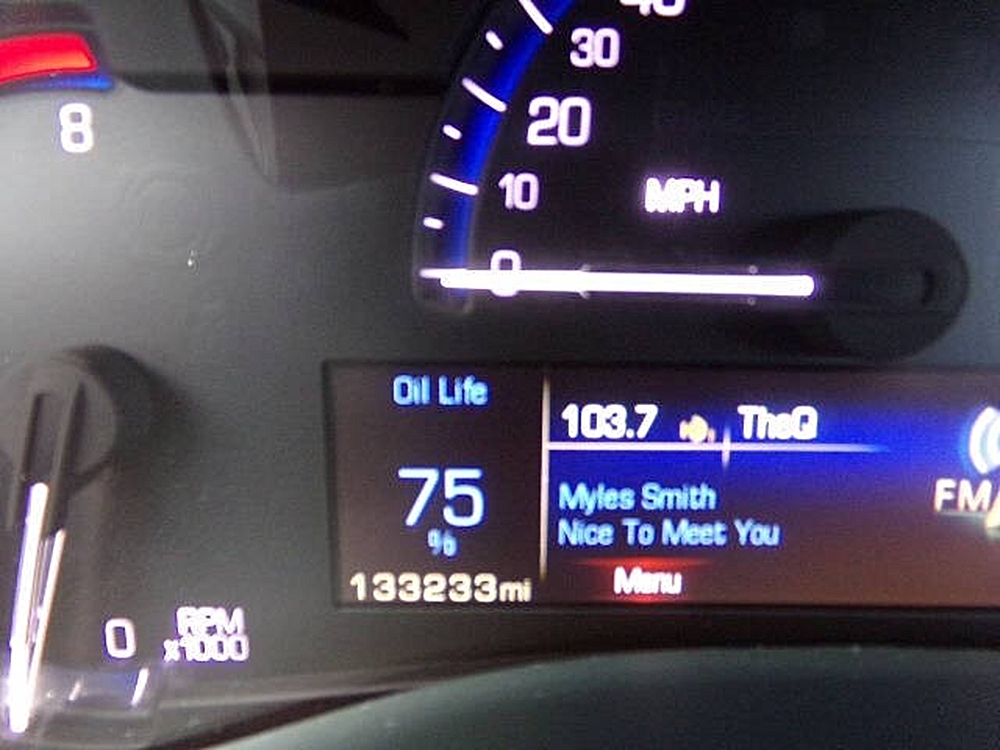 40
30
8
20
10
MPH
0
Oil Life
103.7 TheQ
75
Myles Smith
FM
%
Nice To Meet You
133233mi
Menu
0
RPM
x1000